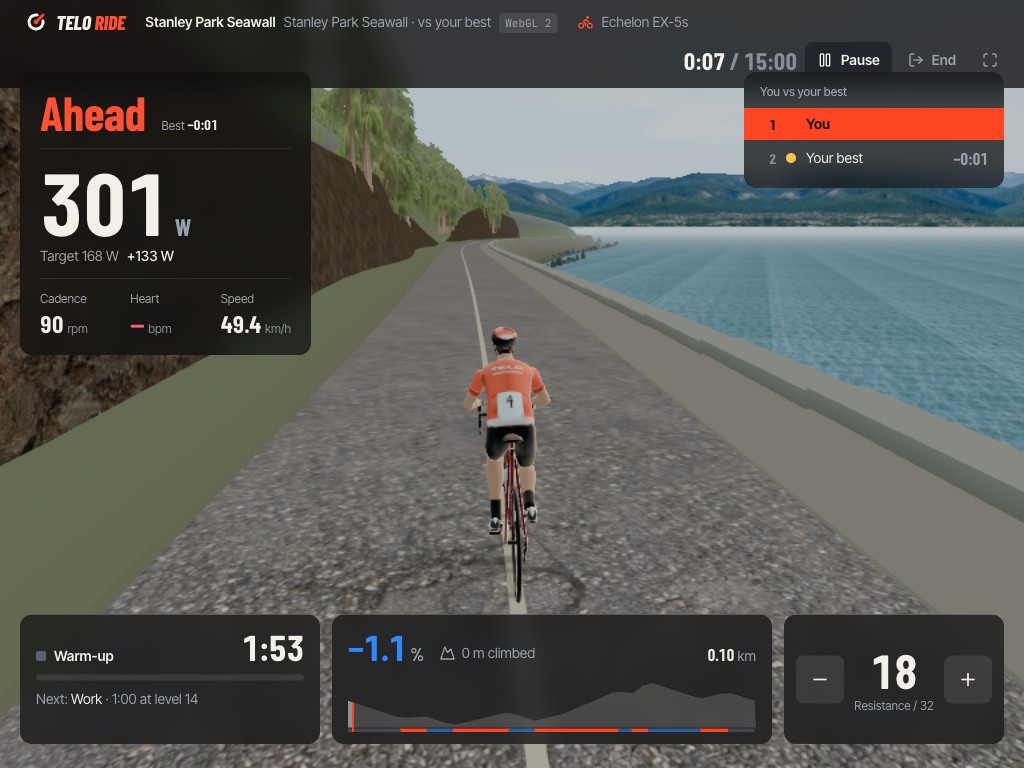 TELO RIDE Stanley Park Seawall Stanley Park Seawall · vs your best WebGL 2 Echelon EX-5s
0:07 / 15:00 Pause End
Ahead Best −0:01
You vs your best
1 You
2 Your best −0:01
301 W
Target 168 W +133 W
Cadence Heart Speed
90 rpm — bpm 49.4 km/h
TELO
4
Warm-up 1:53
Next: Work · 1:00 at level 14
−1.1 % 0 m climbed 0.10 km
− 18 +
Resistance / 32